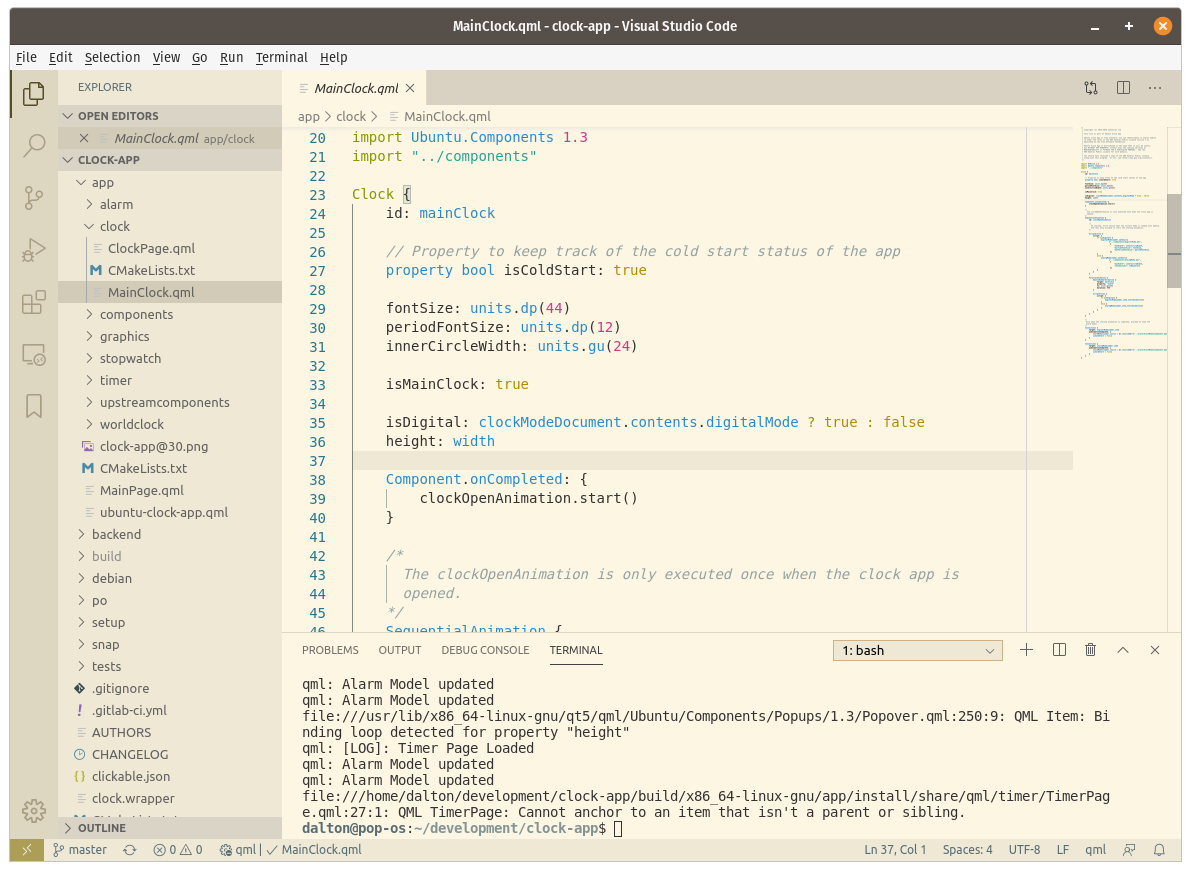 MainClock.qml - clock-app - Visual Studio Code
File Edit Selection View Go Run Terminal Help
EXPLORER
OPEN EDITORS
MainClock.qml app/clock
CLOCK-APP
app
alarm
clock
ClockPage.qml
CMakeLists.txt
MainClock.qml
components
graphics
stopwatch
timer
upstreamcomponents
worldclock
clock-app@30.png
CMakeLists.txt
MainPage.qml
ubuntu-clock-app.qml
backend
build
debian
po
setup
snap
tests
.gitignore
.gitlab-ci.yml
AUTHORS
CHANGELOG
clickable.json
clock.wrapper
OUTLINE
MainClock.qml
app > clock > MainClock.qml
20 import Ubuntu.Components 1.3
21 import "../components"
22
23 Clock {
24 id: mainClock
25
26 // Property to keep track of the cold start status of the app
27 property bool isColdStart: true
28
29 fontSize: units.dp(44)
30 periodFontSize: units.dp(12)
31 innerCircleWidth: units.gu(24)
32
33 isMainClock: true
34
35 isDigital: clockModeDocument.contents.digitalMode ? true : false
36 height: width
37
38 Component.onCompleted: {
39 clockOpenAnimation.start()
40 }
41
42 /*
43 The clockOpenAnimation is only executed once when the clock app is
44 opened.
45 */
46 SequentialAnimation {
PROBLEMS OUTPUT DEBUG CONSOLE TERMINAL 1: bash
qml: Alarm Model updated
qml: Alarm Model updated
file:///usr/lib/x86_64-linux-gnu/qt5/qml/Ubuntu/Components/Popups/1.3/Popover.qml:250:9: QML Item: Bi
nding loop detected for property "height"
qml: [LOG]: Timer Page Loaded
qml: Alarm Model updated
qml: Alarm Model updated
file:///home/dalton/development/clock-app/build/x86_64-linux-gnu/app/install/share/qml/timer/TimerPag
e.qml:27:1: QML TimerPage: Cannot anchor to an item that isn't a parent or sibling.
dalton@pop-os:~/development/clock-app$
master 0 0 qml | MainClock.qml Ln 37, Col 1 Spaces: 4 UTF-8 LF qml